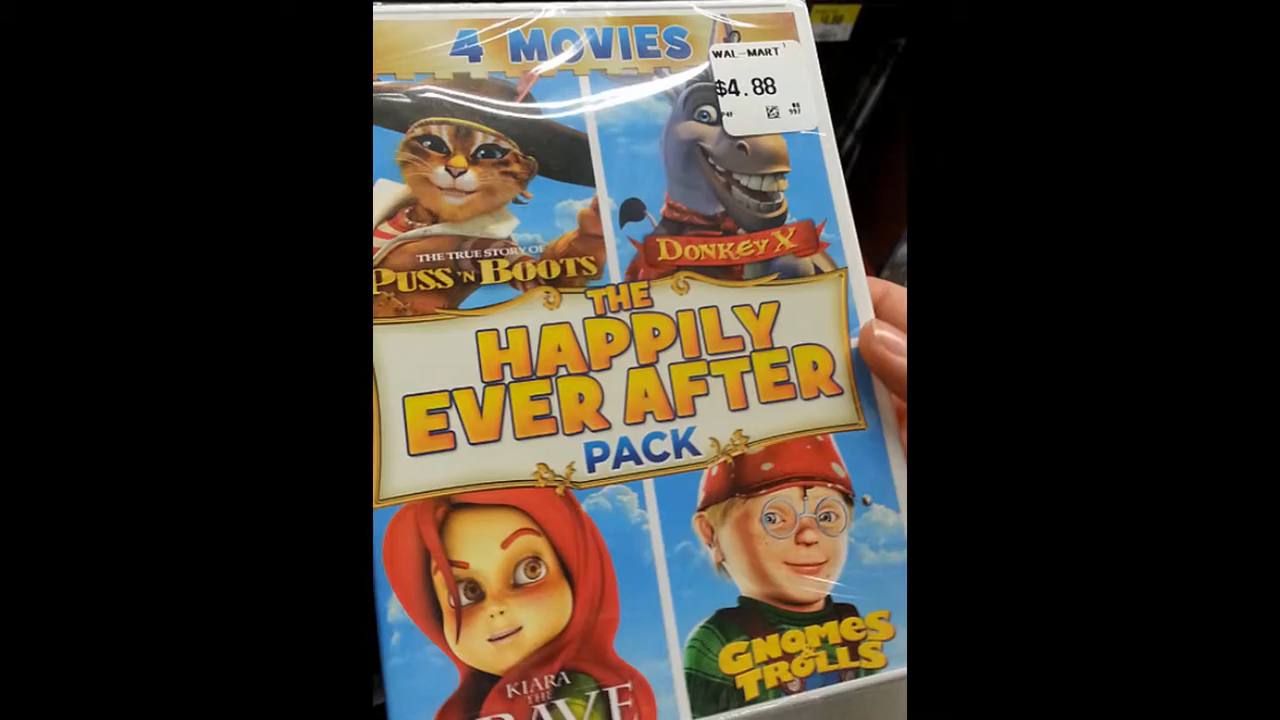 4 MOVIES
WAL-MART
$4.88
THE TRUE STORY OF
PUSS 'N BOOTS
DONKEY X
THE
HAPPILY
EVER AFTER
PACK
KIARA
THE
GNOMES
&
TROLLS